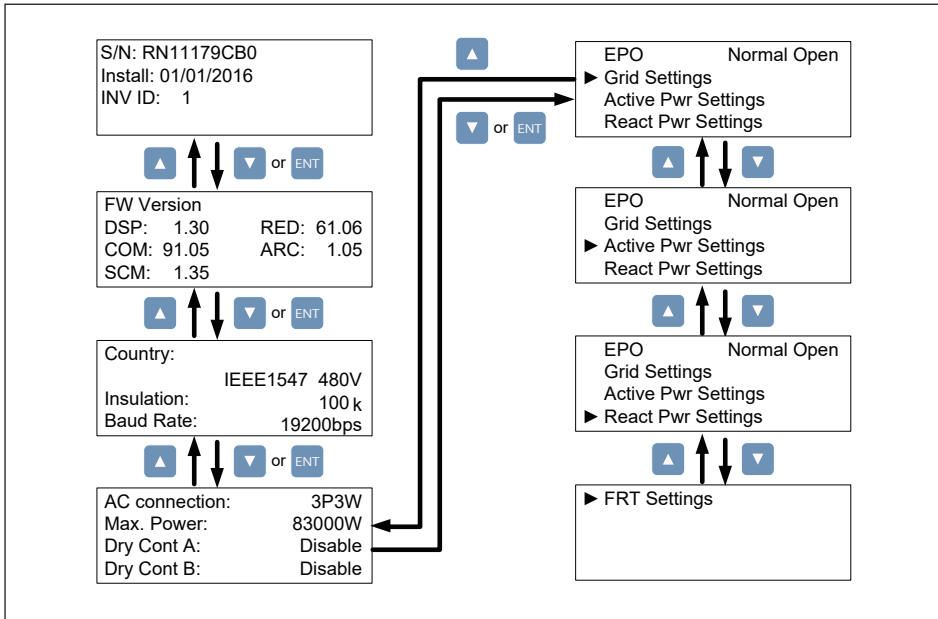 S/N: RN11179CB0
Install: 01/01/2016
INV ID: 1
or ENT
FW Version
DSP: 1.30 RED: 61.06
COM: 91.05 ARC: 1.05
SCM: 1.35
or ENT
Country:
IEEE1547 480V
Insulation: 100 k
Baud Rate: 19200bps
or ENT
AC connection: 3P3W
Max. Power: 83000W
Dry Cont A: Disable
Dry Cont B: Disable
or ENT
EPO Normal Open
► Grid Settings
Active Pwr Settings
React Pwr Settings
EPO Normal Open
Grid Settings
► Active Pwr Settings
React Pwr Settings
EPO Normal Open
Grid Settings
Active Pwr Settings
► React Pwr Settings
► FRT Settings